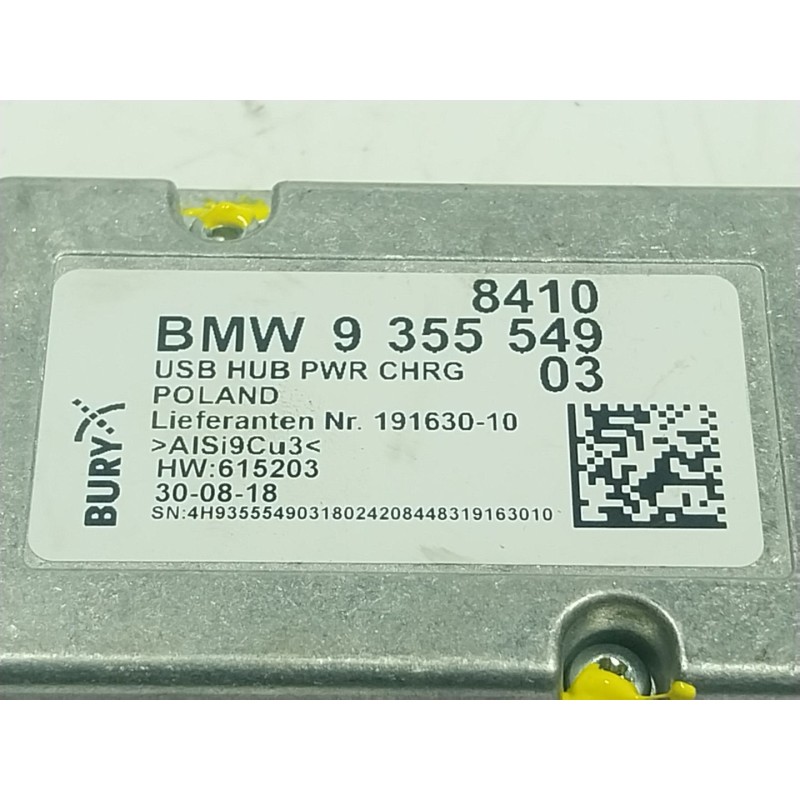 8410
BMW 9 355 549
USB HUB PWR CHRG 03
POLAND
Lieferanten Nr. 191630-10
>AlSi9Cu3<
HW:615203
30-08-18
SN:4H93555490318024208448319163010
BURY